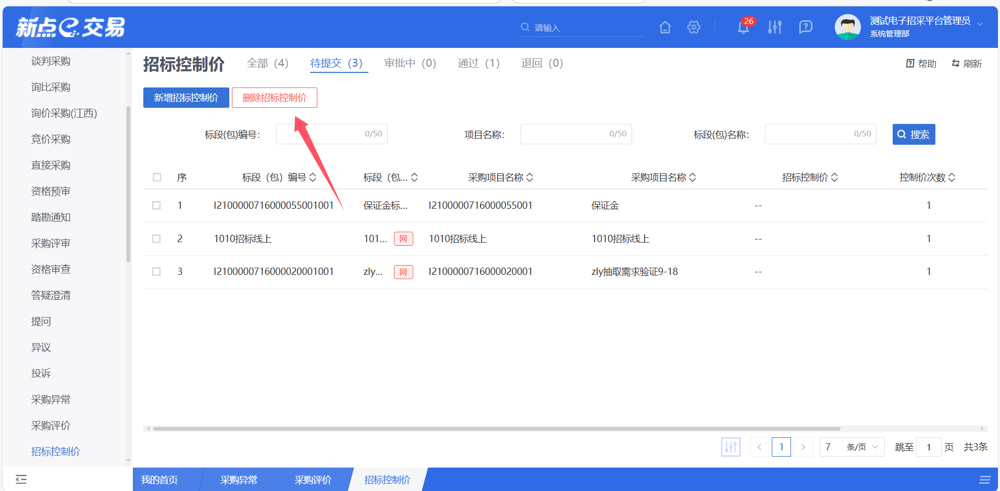 新点e交易
请输入
26
测试电子招采平台管理员
系统管理部
谈判采购
询比采购
询价采购(江西)
竞价采购
直接采购
资格预审
踏勘通知
采购评审
资格审查
答疑澄清
提问
异议
投诉
采购异常
采购评价
招标控制价
招标控制价 全部（4） 待提交（3） 审批中（0） 通过（1） 退回（0） 帮助 刷新
新增招标控制价 删除招标控制价
标段(包)编号： 0/50 项目名称： 0/50 标段(包)名称： 0/50 搜索
序 标段（包）编号 标段（包... 采购项目名称 采购项目名称 招标控制价 控制价次数
1 I2100000716000055001001 保证金标... I2100000716000055001 保证金 -- 1
2 1010招标线上 101... 网 1010招标线上 1010招标线上 -- 1
3 I2100000716000020001001 zly... 网 I2100000716000020001 zly抽取需求验证9-18 -- 1
1 7 条/页 跳至 1 页 共3条
我的首页 采购异常 采购评价 招标控制价